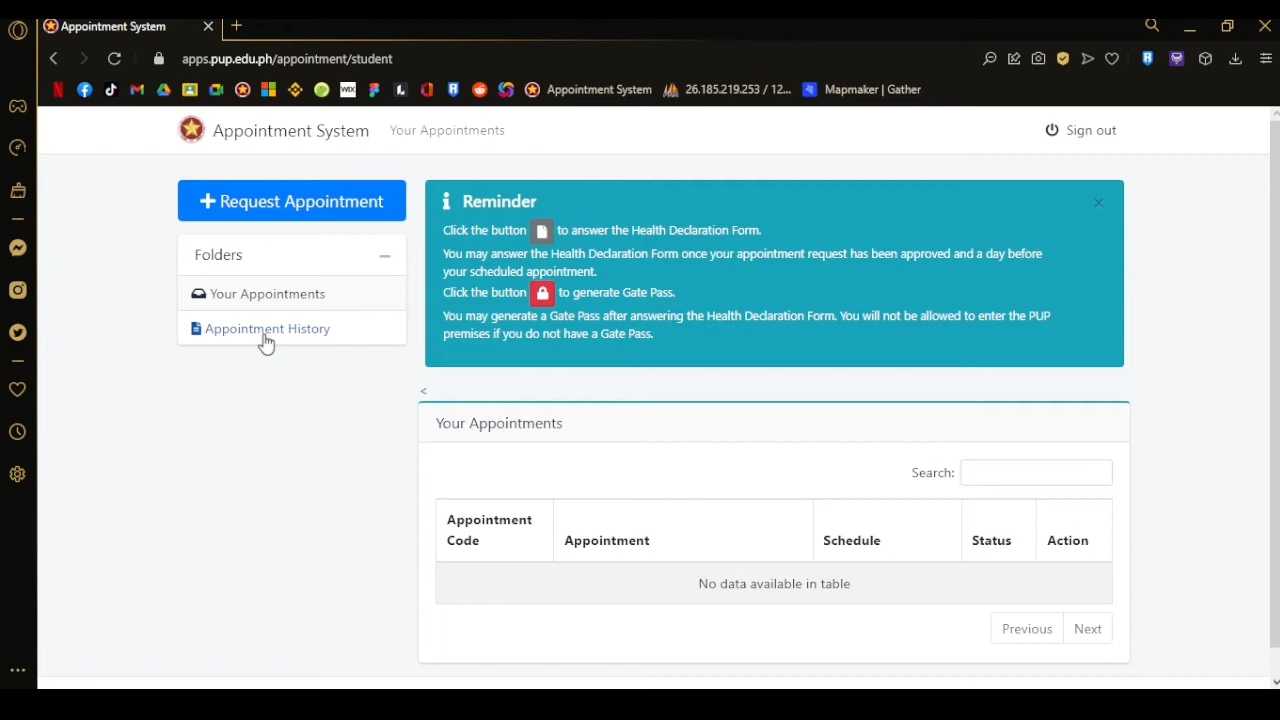 Appointment System
apps.pup.edu.ph/appointment/student
WIX
Appointment System
26.185.219.253 / 12...
Mapmaker | Gather
Appointment System
Your Appointments
Sign out
Request Appointment
Folders
Your Appointments
Appointment History
Reminder
Click the button to answer the Health Declaration Form.
You may answer the Health Declaration Form once your appointment request has been approved and a day before
your scheduled appointment.
Click the button to generate Gate Pass.
You may generate a Gate Pass after answering the Health Declaration Form. You will not be allowed to enter the PUP
premises if you do not have a Gate Pass.
<
Your Appointments
Search:
Appointment
Code
Appointment
Schedule
Status
Action
No data available in table
Previous
Next